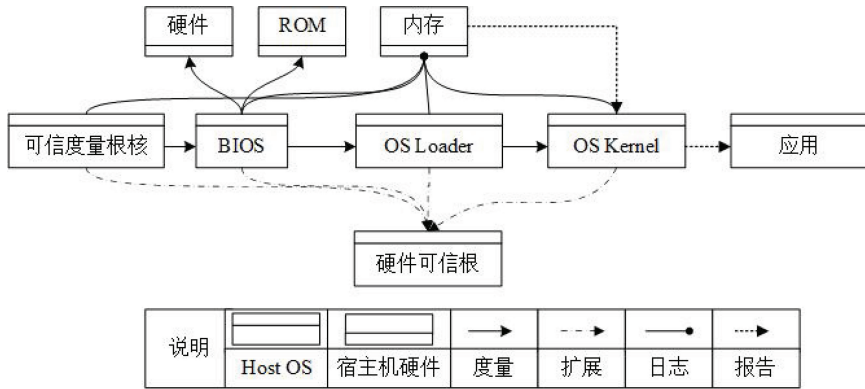 硬件
ROM
内存
可信度量根核
BIOS
OS Loader
OS Kernel
应用
硬件可信根
说明
Host OS
宿主机硬件
度量
扩展
日志
报告